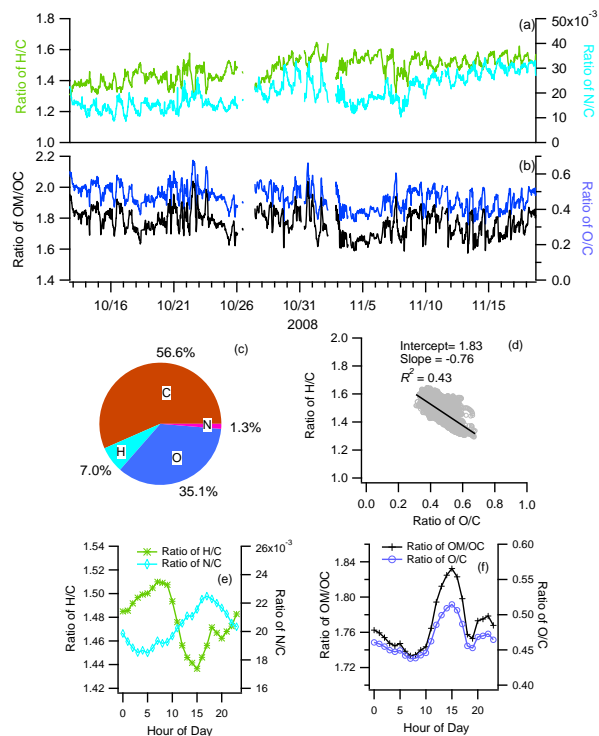 (a)
50x10⁻³
1.8
1.6
1.4
1.2
1.0
40
30
20
10
0
Ratio of H/C
Ratio of N/C
(b)
2.2
2.0
1.8
1.6
1.4
0.6
0.4
0.2
0.0
Ratio of OM/OC
Ratio of O/C
10/16 10/21 10/26 10/31 11/5 11/10 11/15
2008
(c)
56.6%
C
N
1.3%
H
O
7.0%
35.1%
(d)
Intercept= 1.83
Slope = -0.76
R² = 0.43
2.0
1.8
1.6
1.4
1.2
1.0
Ratio of H/C
0.0 0.2 0.4 0.6 0.8 1.0
Ratio of O/C
Ratio of H/C
Ratio of N/C
(e)
26x10⁻³
1.54
1.52
1.50
1.48
1.46
1.44
1.42
24
22
20
18
16
Ratio of H/C
Ratio of N/C
0 5 10 15 20
Hour of Day
Ratio of OM/OC
Ratio of O/C
(f)
1.84
1.80
1.76
1.72
0.60
0.55
0.50
0.45
0.40
Ratio of OM/OC
Ratio of O/C
0 5 10 15 20
Hour of Day